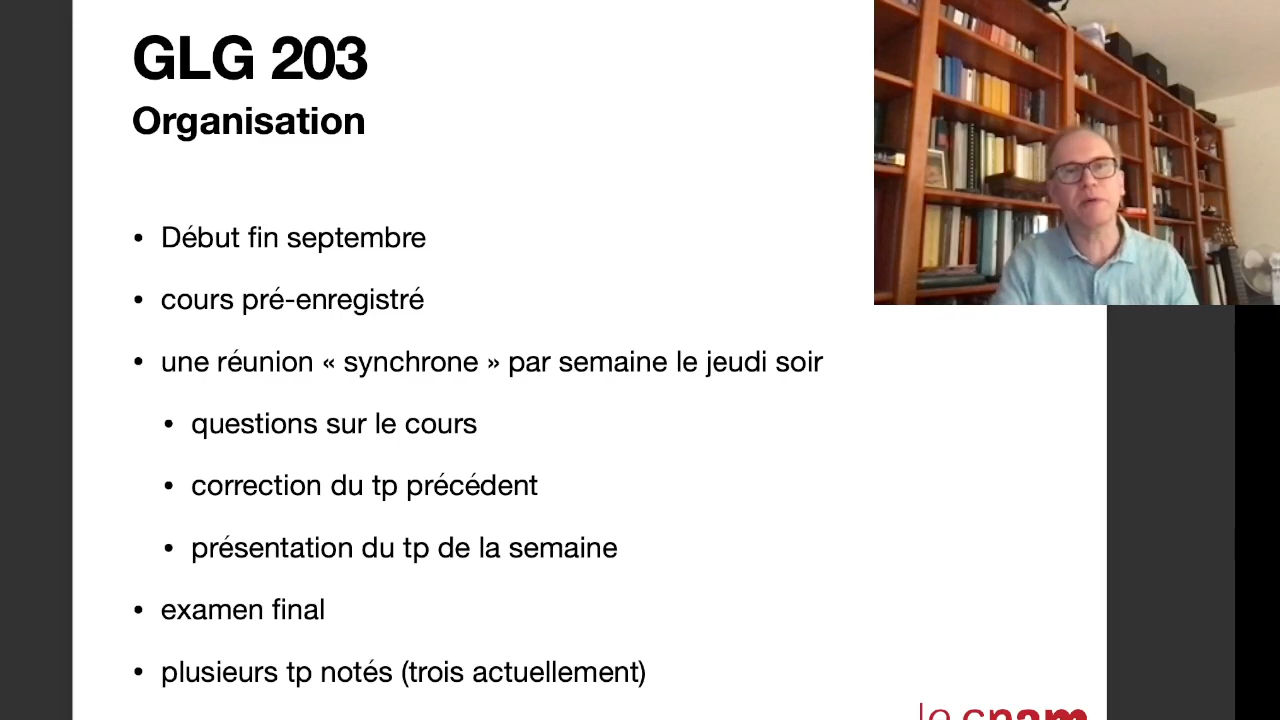 GLG 203
Organisation
• Début fin septembre
• cours pré-enregistré
• une réunion « synchrone » par semaine le jeudi soir
• questions sur le cours
• correction du tp précédent
• présentation du tp de la semaine
• examen final
• plusieurs tp notés (trois actuellement)
le cnam